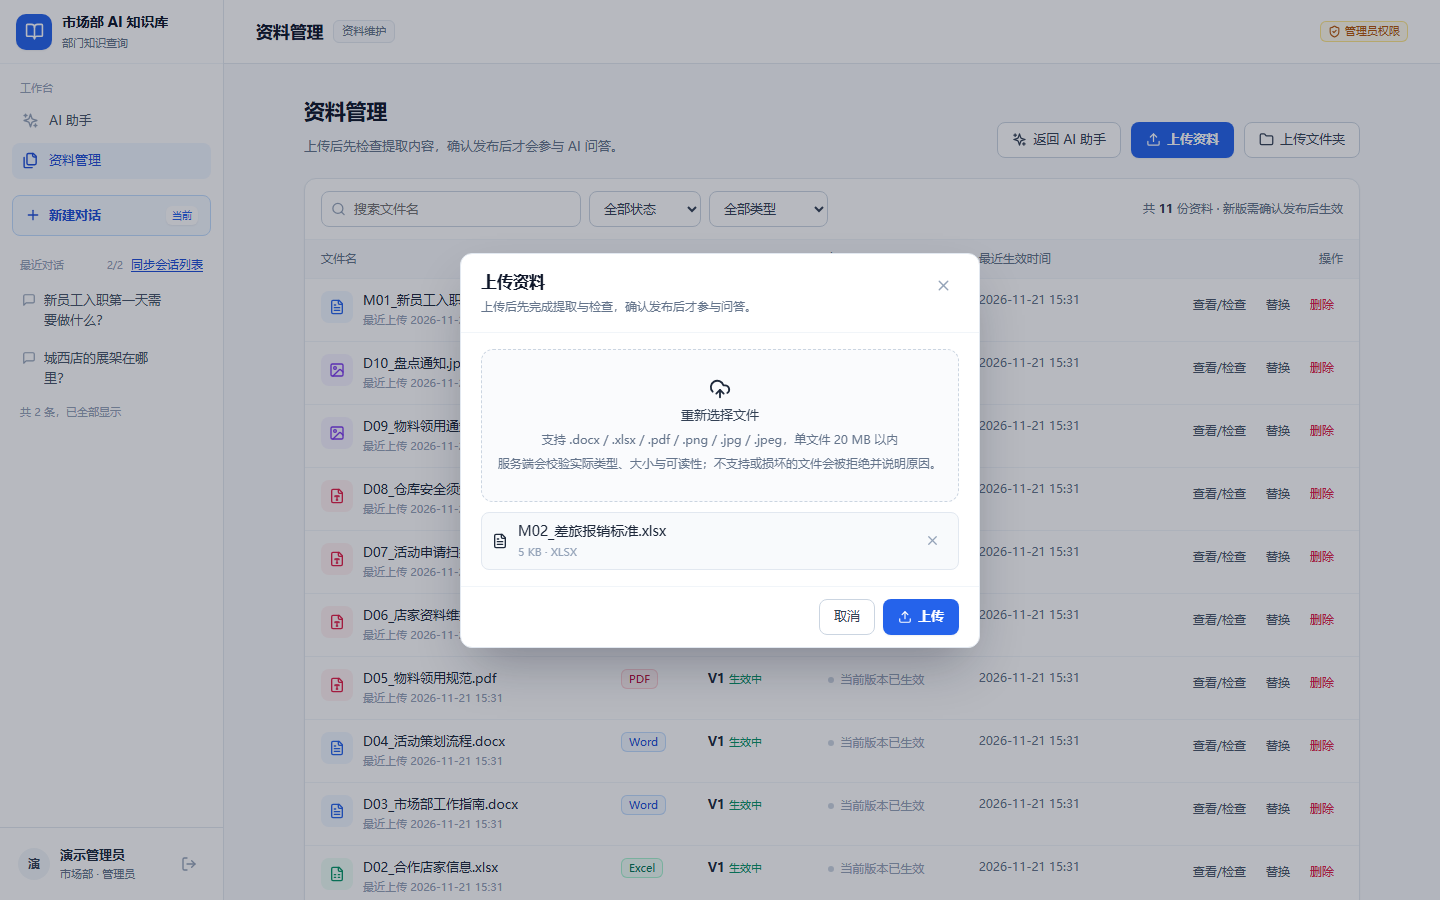 市场部 AI 知识库
部门知识查询
工作台
AI 助手
资料管理
新建对话 当前
最近对话 2/2 同步会话列表
新员工入职第一天需
要做什么？
城西店的展架在哪
里？
共 2 条，已全部显示
演 演示管理员
市场部 · 管理员
资料管理 资料维护
管理员权限
资料管理
上传后先检查提取内容，确认发布后才会参与 AI 问答。
返回 AI 助手 上传资料 上传文件夹
搜索文件名 全部状态 全部类型 共 11 份资料 · 新版需确认发布后生效
文件名 最近生效时间 操作
M01_新员工入职 2026-11-21 15:31 查看/检查 替换 删除
最近上传 2026-11-
D10_盘点通知.jp 2026-11-21 15:31 查看/检查 替换 删除
最近上传 2026-11-
D09_物料领用通 2026-11-21 15:31 查看/检查 替换 删除
最近上传 2026-11-
D08_仓库安全须 2026-11-21 15:31 查看/检查 替换 删除
最近上传 2026-11-
D07_活动申请扫 2026-11-21 15:31 查看/检查 替换 删除
最近上传 2026-11-
D06_店家资料维 2026-11-21 15:31 查看/检查 替换 删除
最近上传 2026-11-
D05_物料领用规范.pdf PDF V1 生效中 当前版本已生效 2026-11-21 15:31 查看/检查 替换 删除
最近上传 2026-11-21 15:31
D04_活动策划流程.docx Word V1 生效中 当前版本已生效 2026-11-21 15:31 查看/检查 替换 删除
最近上传 2026-11-21 15:31
D03_市场部工作指南.docx Word V1 生效中 当前版本已生效 2026-11-21 15:31 查看/检查 替换 删除
最近上传 2026-11-21 15:31
D02_合作店家信息.xlsx Excel V1 生效中 当前版本已生效 2026-11-21 15:31 查看/检查 替换 删除
最近上传 2026-11-21 15:31
上传资料
上传后先完成提取与检查，确认发布后才参与问答。
重新选择文件
支持 .docx / .xlsx / .pdf / .png / .jpg / .jpeg，单文件 20 MB 以内
服务端会校验实际类型、大小与可读性；不支持或损坏的文件会被拒绝并说明原因。
M02_差旅报销标准.xlsx
5 KB · XLSX
取消 上传